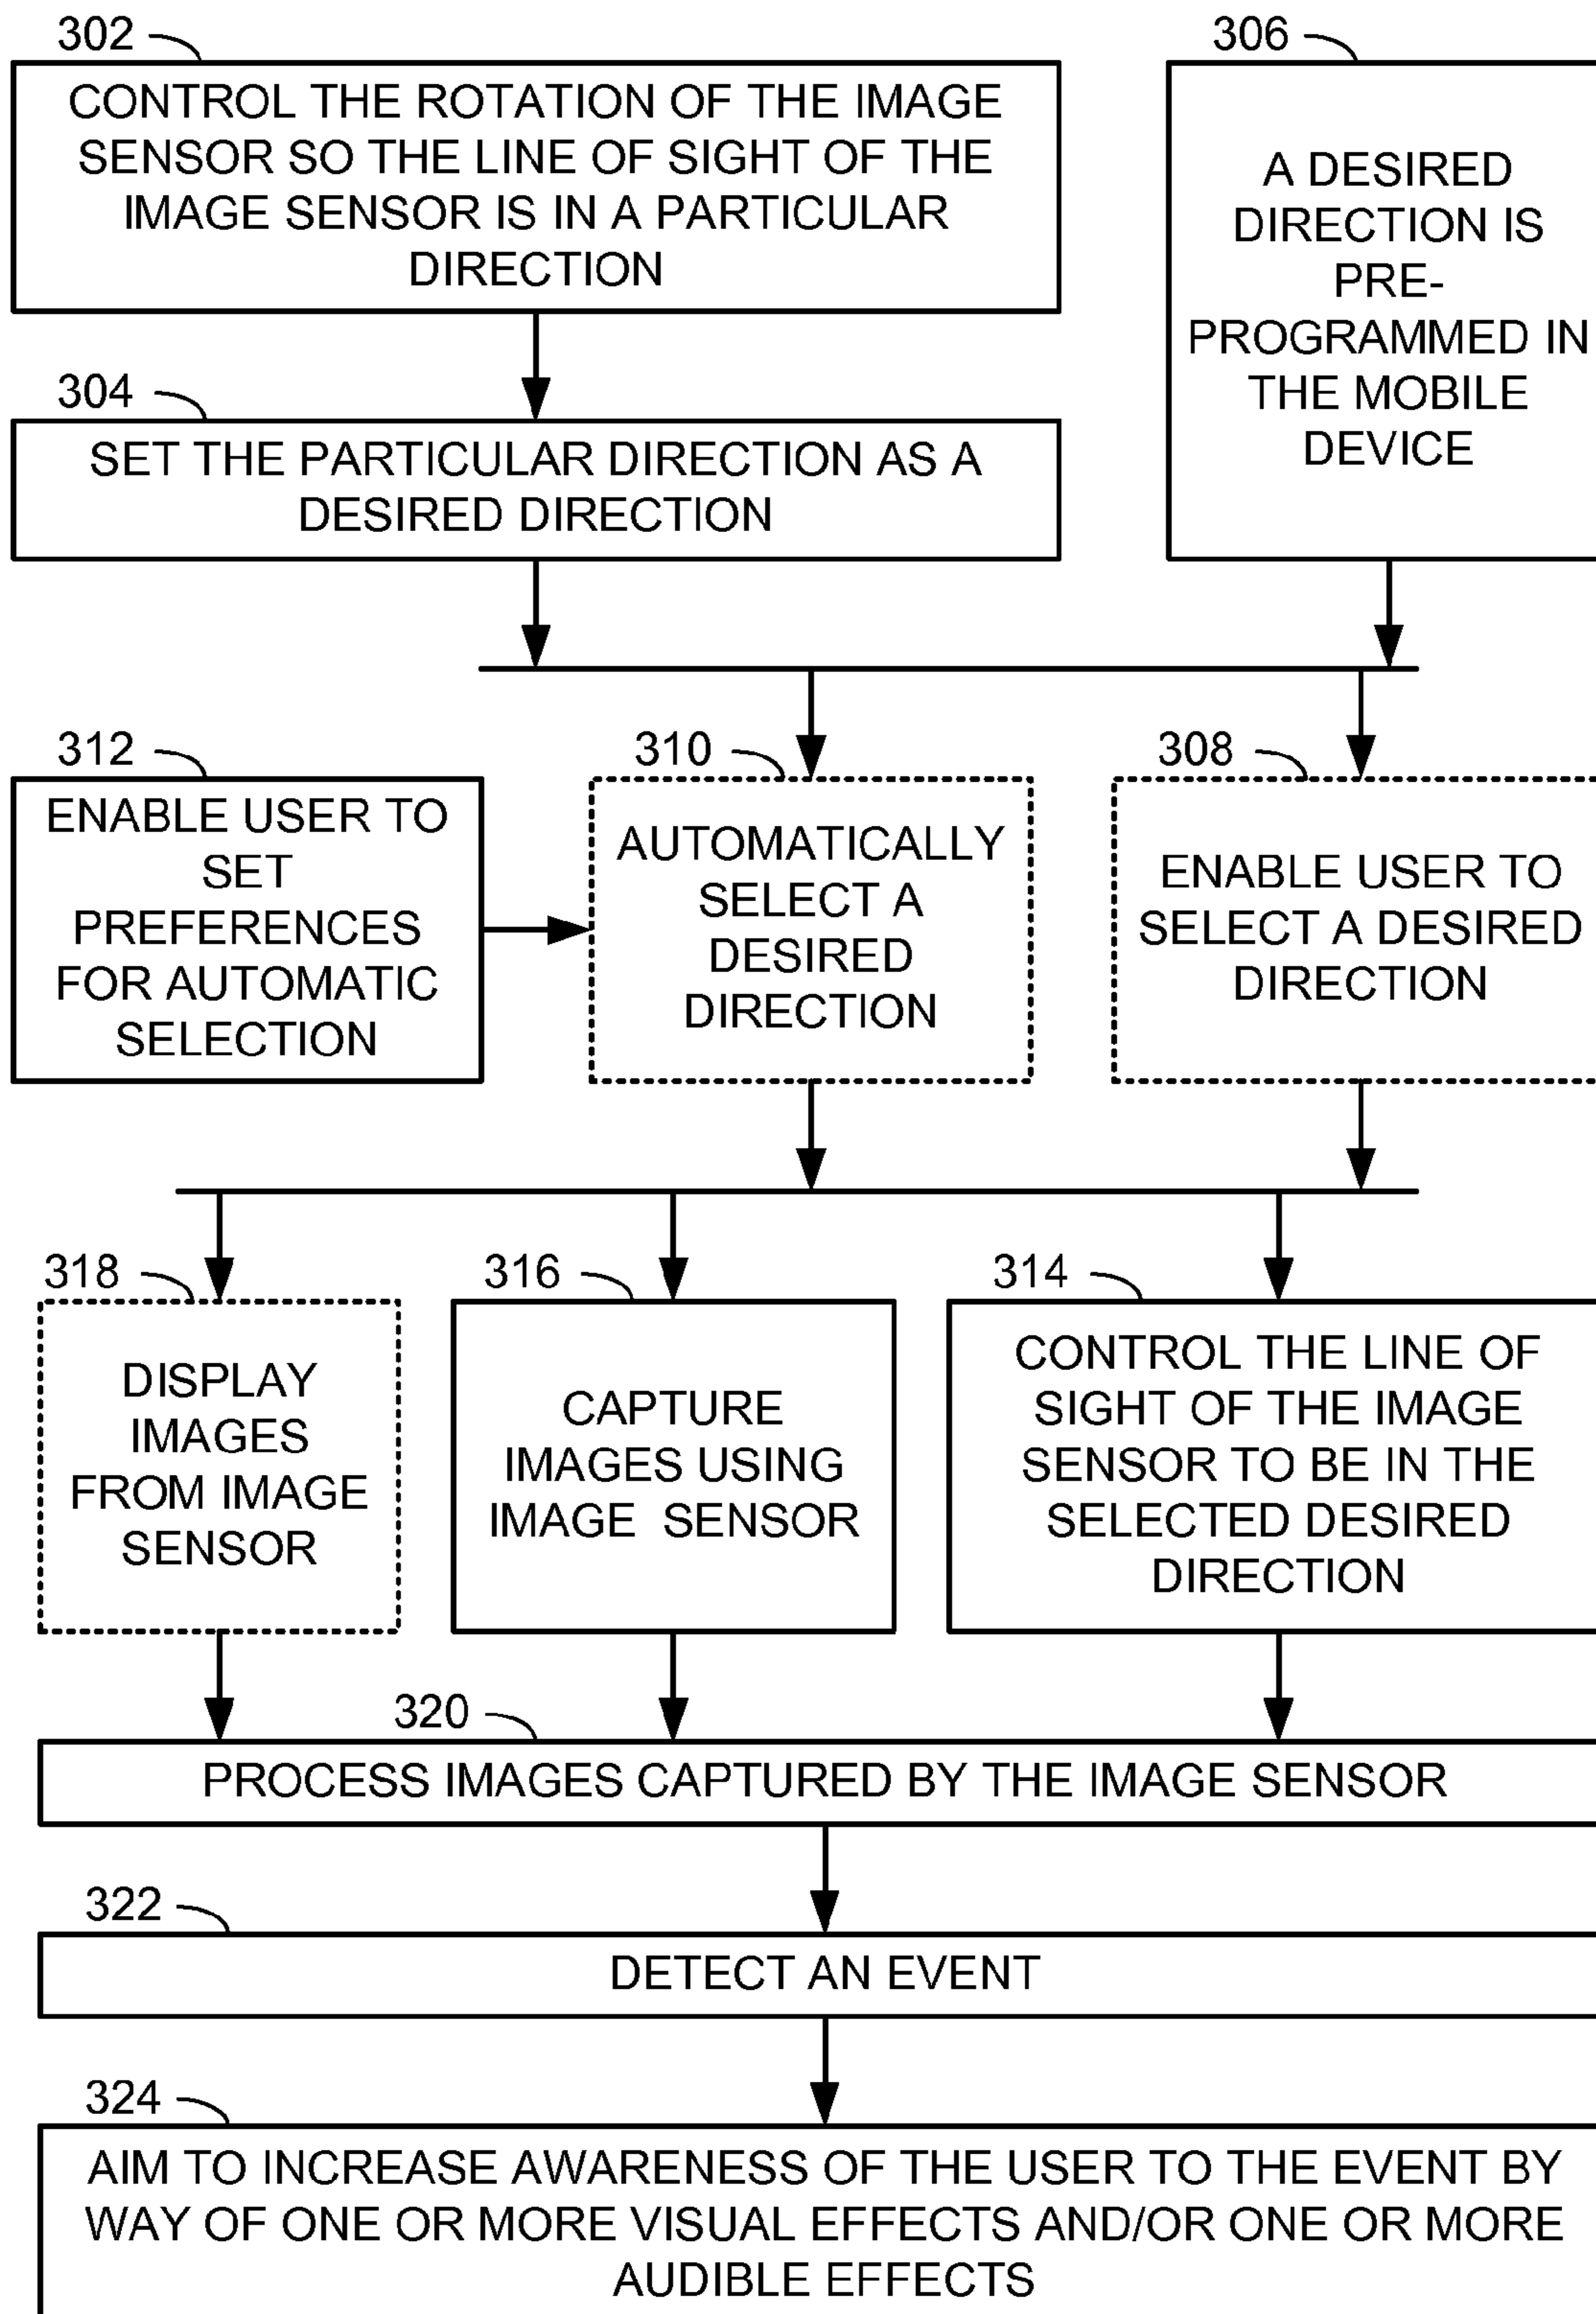 302
CONTROL THE ROTATION OF THE IMAGE
SENSOR SO THE LINE OF SIGHT OF THE
IMAGE SENSOR IS IN A PARTICULAR
DIRECTION
306
A DESIRED
DIRECTION IS
PRE-
PROGRAMMED IN
THE MOBILE
DEVICE
304
SET THE PARTICULAR DIRECTION AS A
DESIRED DIRECTION
312
ENABLE USER TO
SET
PREFERENCES
FOR AUTOMATIC
SELECTION
310
AUTOMATICALLY
SELECT A
DESIRED
DIRECTION
308
ENABLE USER TO
SELECT A DESIRED
DIRECTION
318
DISPLAY
IMAGES
FROM IMAGE
SENSOR
316
CAPTURE
IMAGES USING
IMAGE SENSOR
314
CONTROL THE LINE OF
SIGHT OF THE IMAGE
SENSOR TO BE IN THE
SELECTED DESIRED
DIRECTION
320
PROCESS IMAGES CAPTURED BY THE IMAGE SENSOR
322
DETECT AN EVENT
324
AIM TO INCREASE AWARENESS OF THE USER TO THE EVENT BY
WAY OF ONE OR MORE VISUAL EFFECTS AND/OR ONE OR MORE
AUDIBLE EFFECTS